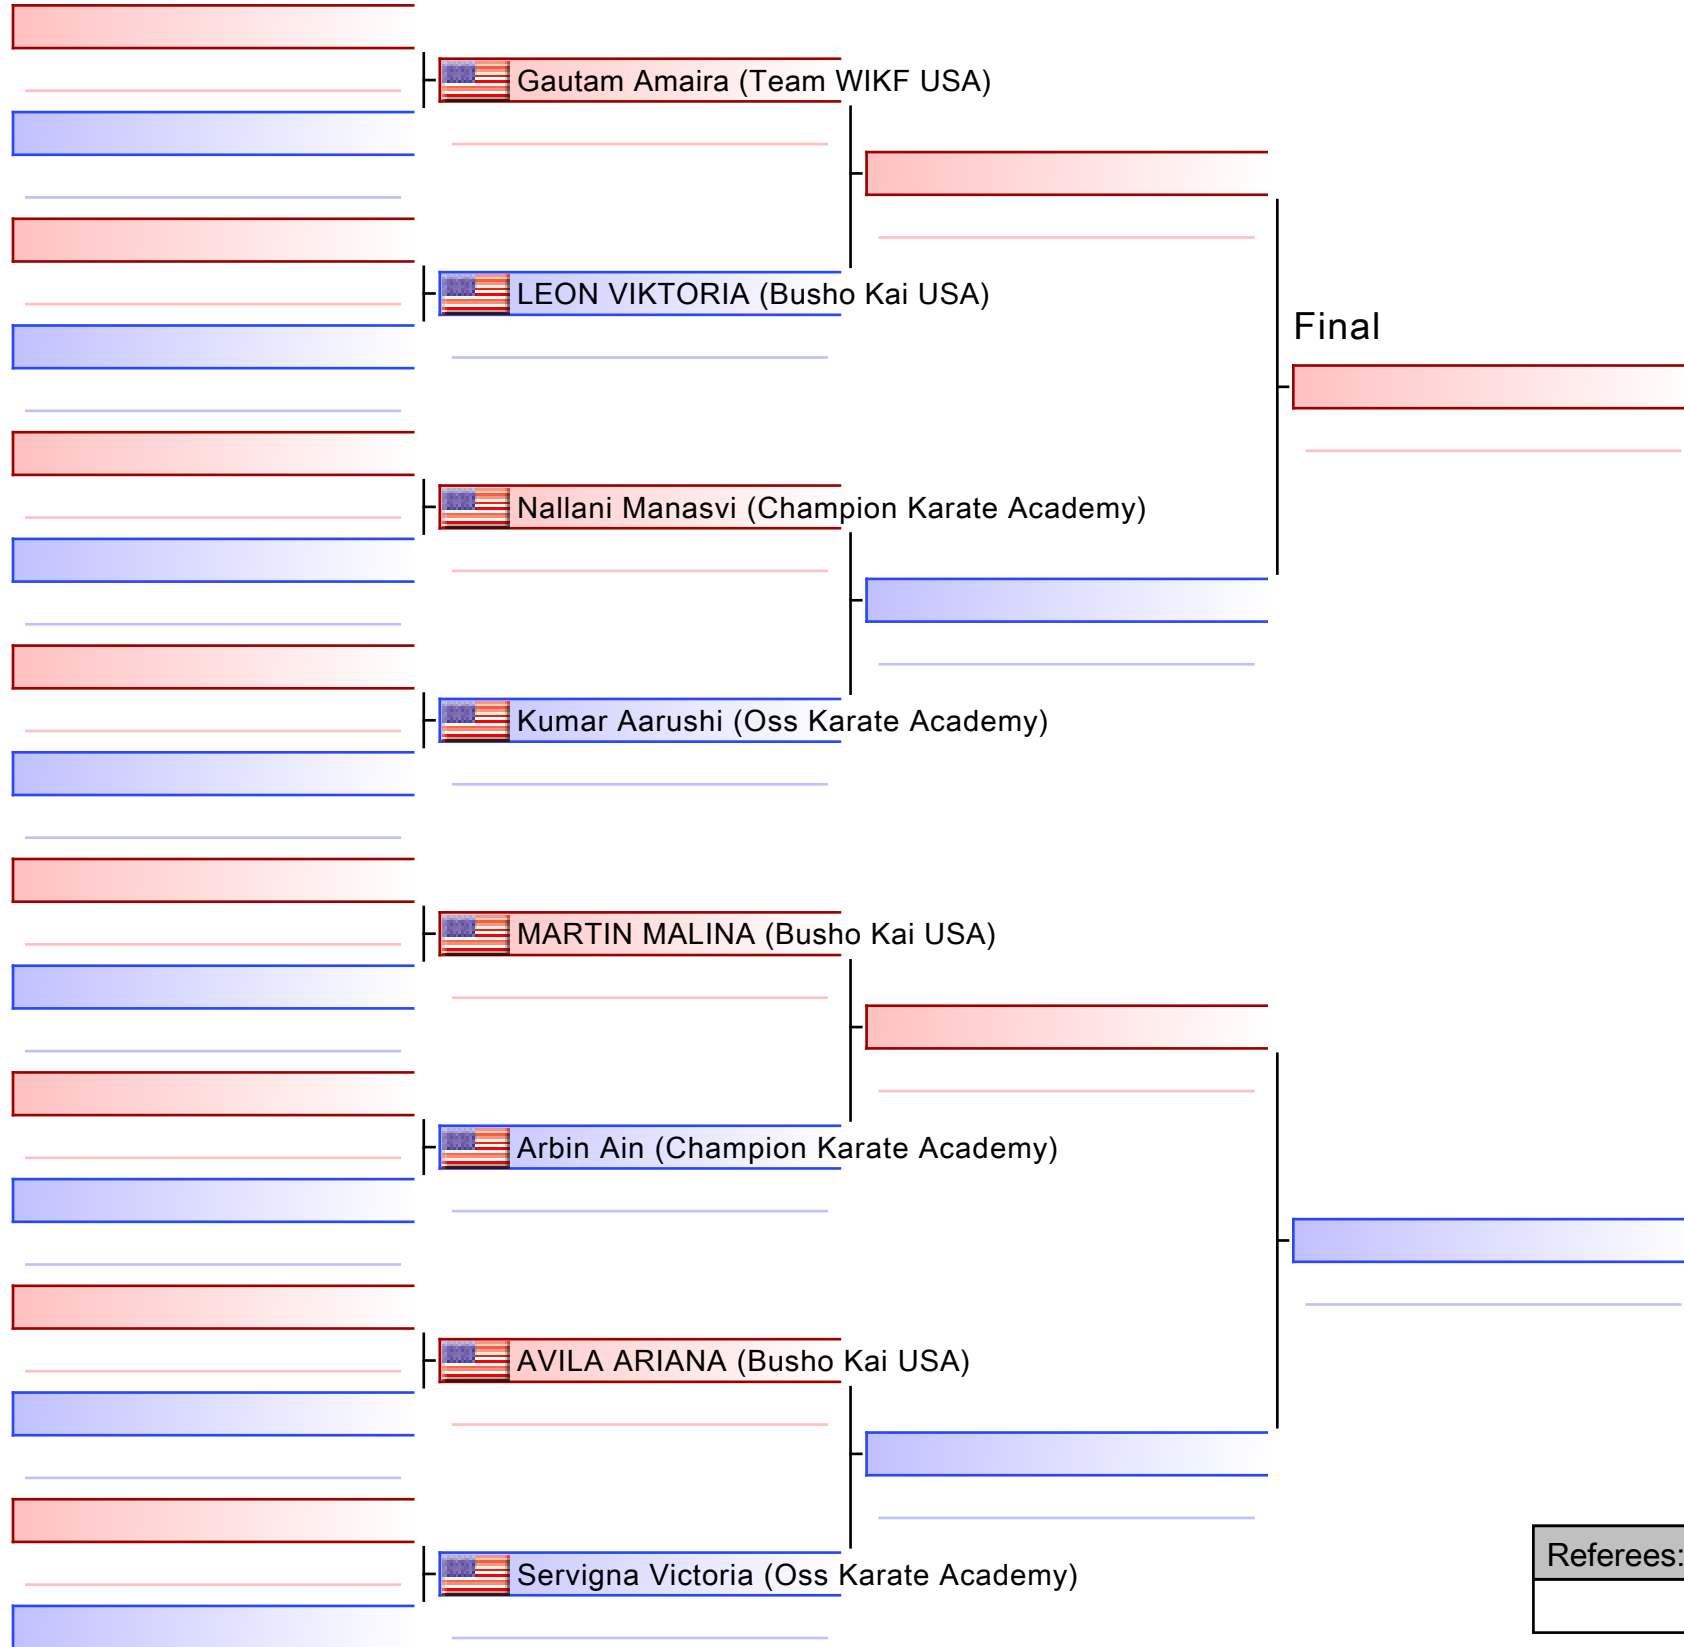 Gautam Amaira (Team WIKF USA)
LEON VIKTORIA (Busho Kai USA)
Final
Nallani Manasvi (Champion Karate Academy)
Kumar Aarushi (Oss Karate Academy)
MARTIN MALINA (Busho Kai USA)
Arbin Ain (Champion Karate Academy)
AVILA ARIANA (Busho Kai USA)
Servigna Victoria (Oss Karate Academy)
Referees: